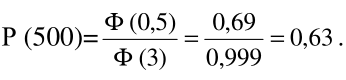 P (500)= Φ (0,5) / Φ (3) = 0,69 / 0,999 = 0,63 .